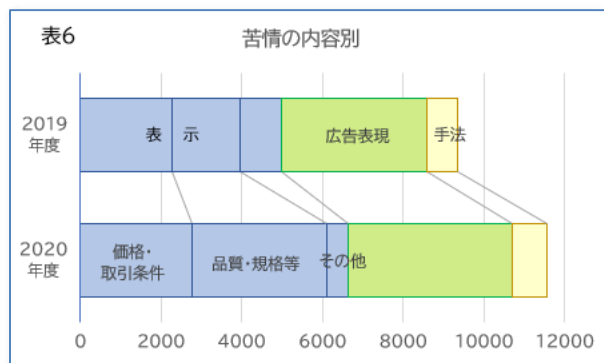 表6
苦情の内容別
2019
年度
表 示
広告表現
手法
2020
年度
価格・
取引条件
品質・規格等
その他
0 2000 4000 6000 8000 10000 12000